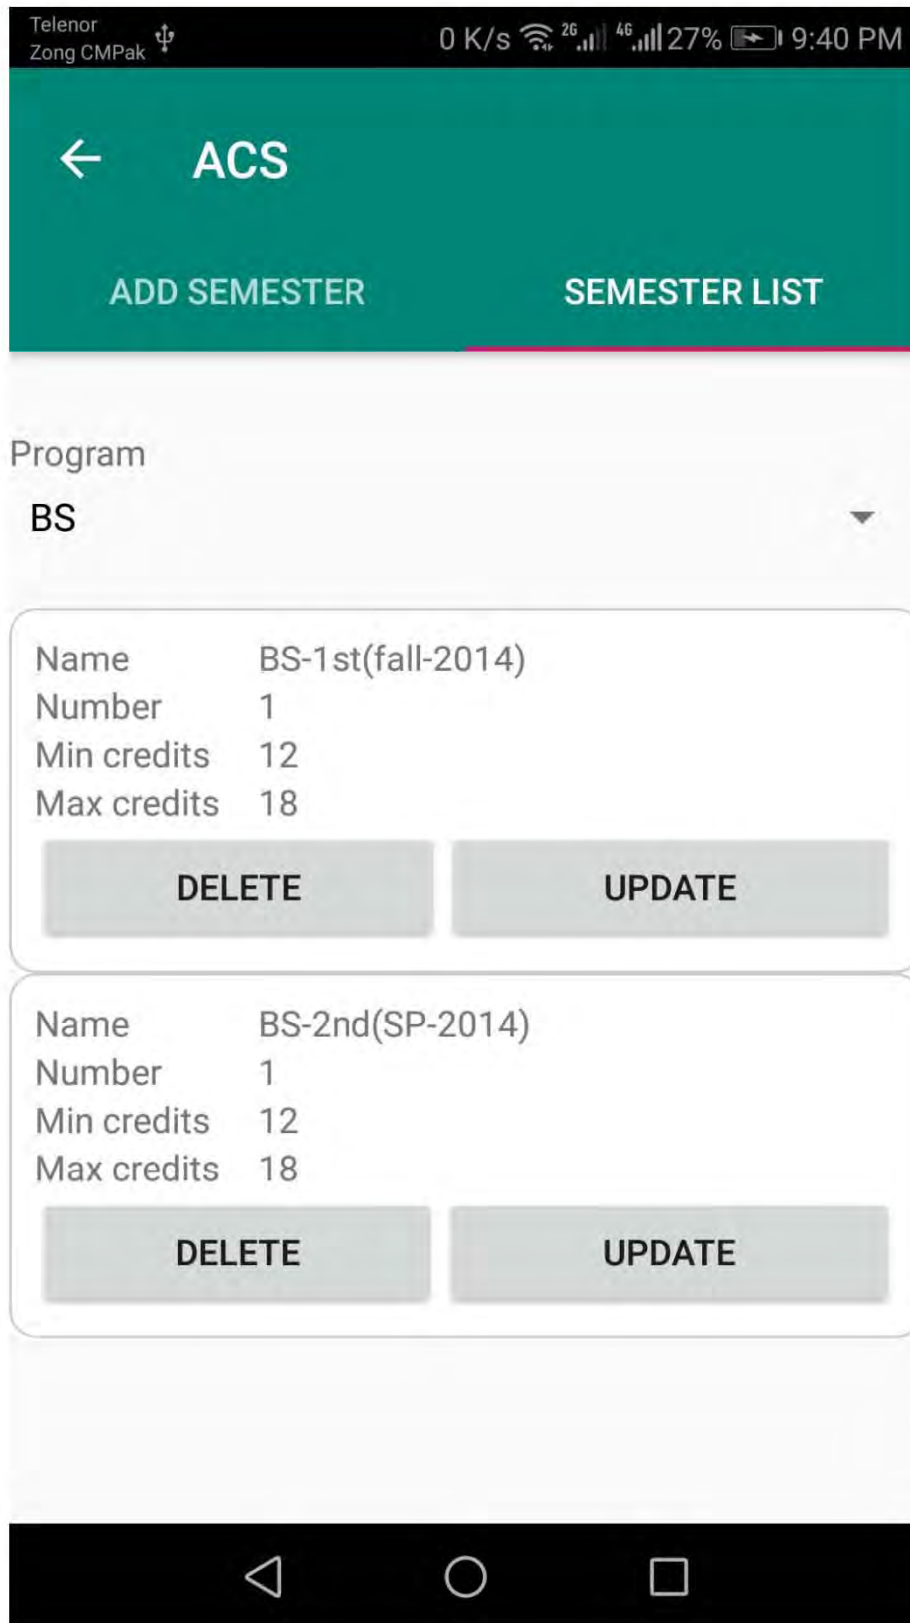 Telenor
Zong CMPak
0 K/s 2G 4G 27% 9:40 PM
ACS
ADD SEMESTER SEMESTER LIST
Program
BS
Name BS-1st(fall-2014)
Number 1
Min credits 12
Max credits 18
DELETE UPDATE
Name BS-2nd(SP-2014)
Number 1
Min credits 12
Max credits 18
DELETE UPDATE